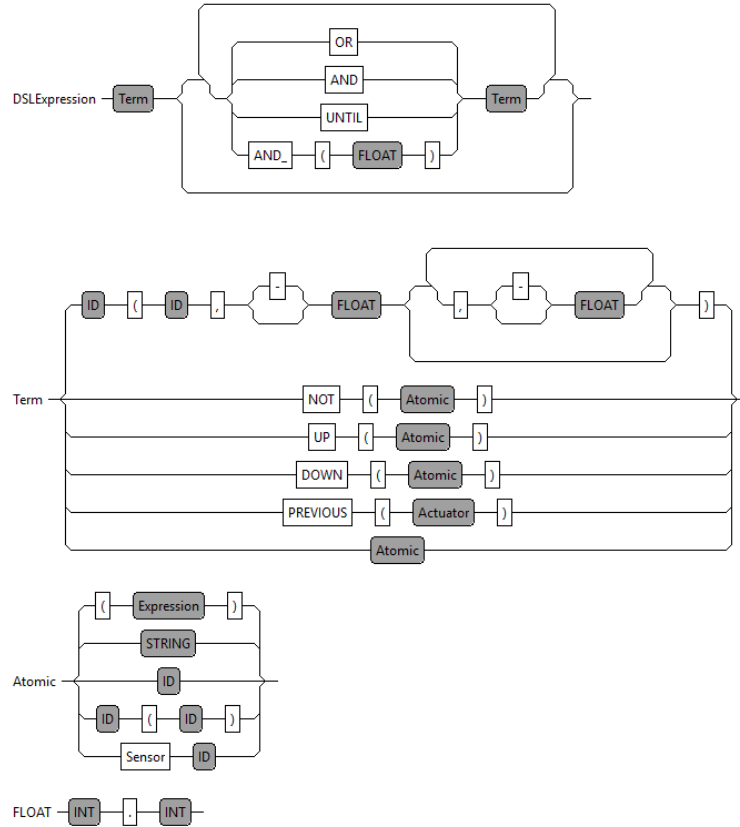 OR
AND
DSLExpression Term Term
UNTIL
AND_ ( FLOAT )
- -
ID ( ID , FLOAT , FLOAT )
Term NOT ( Atomic )
UP ( Atomic )
DOWN ( Atomic )
PREVIOUS ( Actuator )
Atomic
( Expression )
STRING
Atomic ID
ID ( ID )
Sensor ID
FLOAT INT . INT